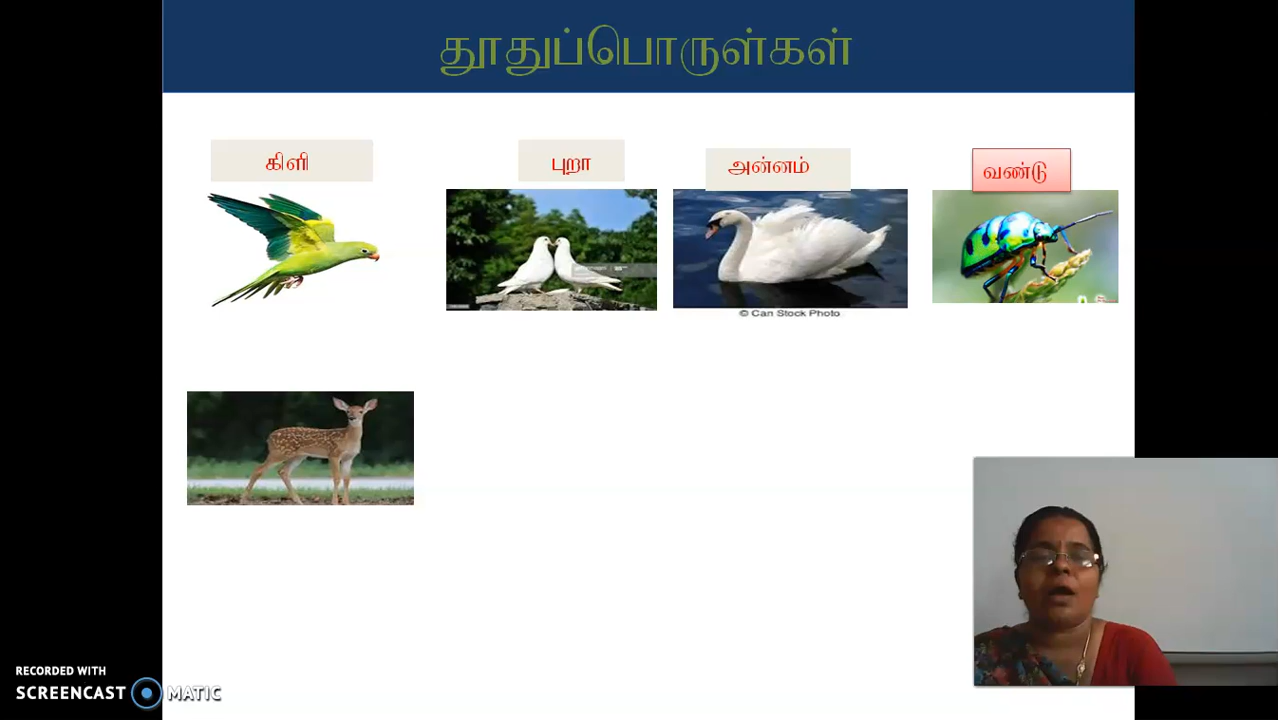 தூதுப்பொருள்கள்
கிளி
புறா
அன்னம்
வண்டு
© Can Stock Photo
RECORDED WITH
SCREENCAST MATIC